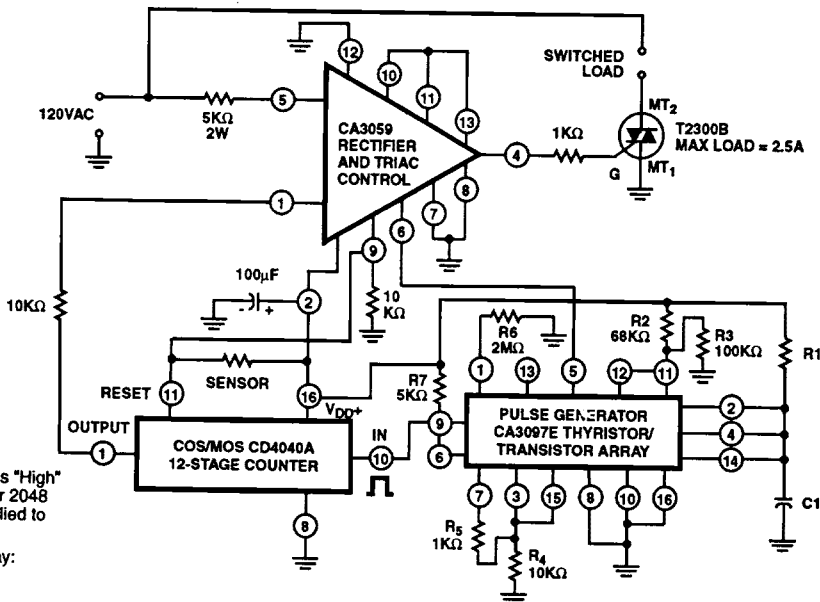 12
10
11
13
SWITCHED
LOAD
120VAC
5KΩ
2W
5
CA3059
RECTIFIER
AND TRIAC
CONTROL
4
1KΩ
MT2
T2300B
MAX LOAD = 2.5A
MT1
G
1
9
6
7
8
10KΩ
100μF
- +
2
10
KΩ
R6
2MΩ
R2
68KΩ
R3
100KΩ
R1
11
SENSOR
16
R7
5KΩ
1
13
5
12
11
RESET
VDD+
OUTPUT
1
COS/MOS CD4040A
12-STAGE COUNTER
IN
10
9
6
PULSE GENERATOR
CA3097E THYRISTOR/
TRANSISTOR ARRAY
2
4
14
8
7
3
15
8
10
16
C1
R5
1KΩ
R4
10KΩ
s "High"
r 2048
lied to
ay: